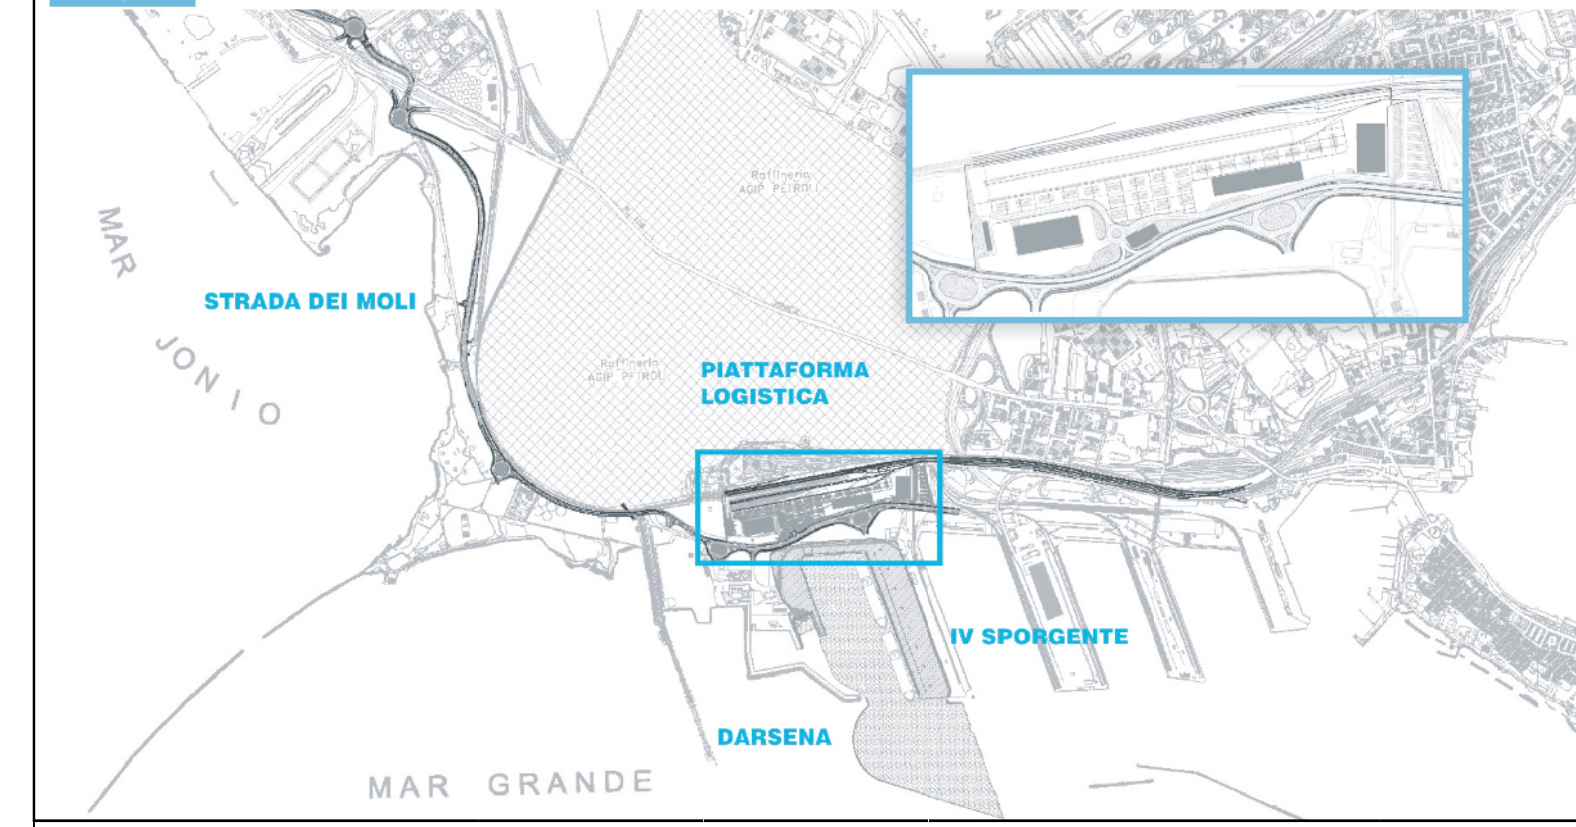 Raffineria
AGIP PETROLI
MAR
STRADA DEI MOLI
JONIO
Raffineria
AGIP PETROLI
PIATTAFORMA
LOGISTICA
IV SPORGENTE
DARSENA
MAR GRANDE